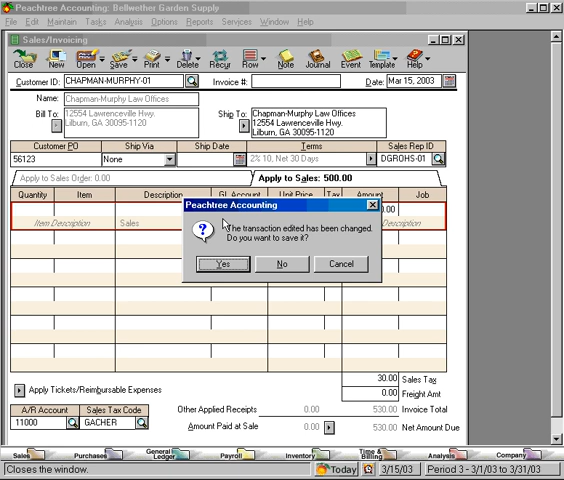 Peachtree Accounting: Bellwether Garden Supply
File Edit Maintain Tasks Analysis Options Reports Services Window Help
Sales/Invoicing
Close New Open Save Print Delete Recur Row Note Journal Event Template Help
Customer ID: CHAPMAN-MURPHY-01 Invoice #: Date: Mar 15, 2003
Name: Chapman-Murphy Law Offices
Bill To: 12554 Lawrenceville Hwy.
Lilburn, GA 30095-1120
Ship To: Chapman-Murphy Law Offices
12554 Lawrenceville Hwy.
Lilburn, GA 30095-1120
Customer PO Ship Via Ship Date Terms Sales Rep ID
56123 None 2% 10, Net 30 Days DGROHS-01
Apply to Sales Order: 0.00 Apply to Sales: 500.00
Quantity Item Description GL Account Unit Price Tax Amount Job
Item Description Sales
Peachtree Accounting
The transaction edited has been changed.
Do you want to save it?
Yes No Cancel
30.00 Sales Tax
Apply Tickets/Reimbursable Expenses 0.00 Freight Amt
A/R Account Sales Tax Code Other Applied Receipts 0.00 530.00 Invoice Total
11000 GACHER Amount Paid at Sale 0.00 530.00 Net Amount Due
Sales Purchases General Ledger Payroll Inventory Time & Billing Analysis Company
Closes the window. Today 3/15/03 Period 3 - 3/1/03 to 3/31/03